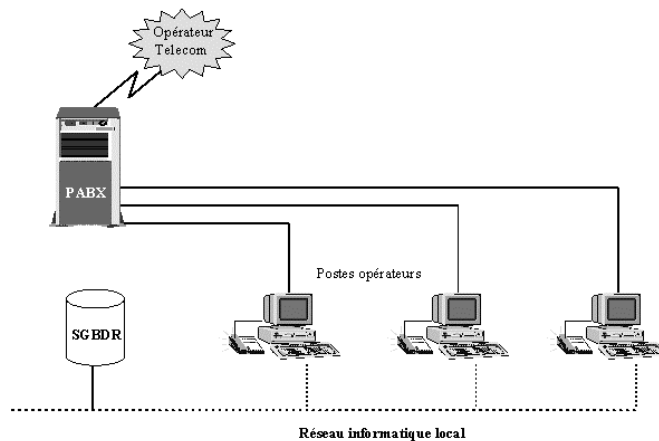 Opérateur
Telecom
PABX
Postes opérateurs
SGBDR
Réseau informatique local